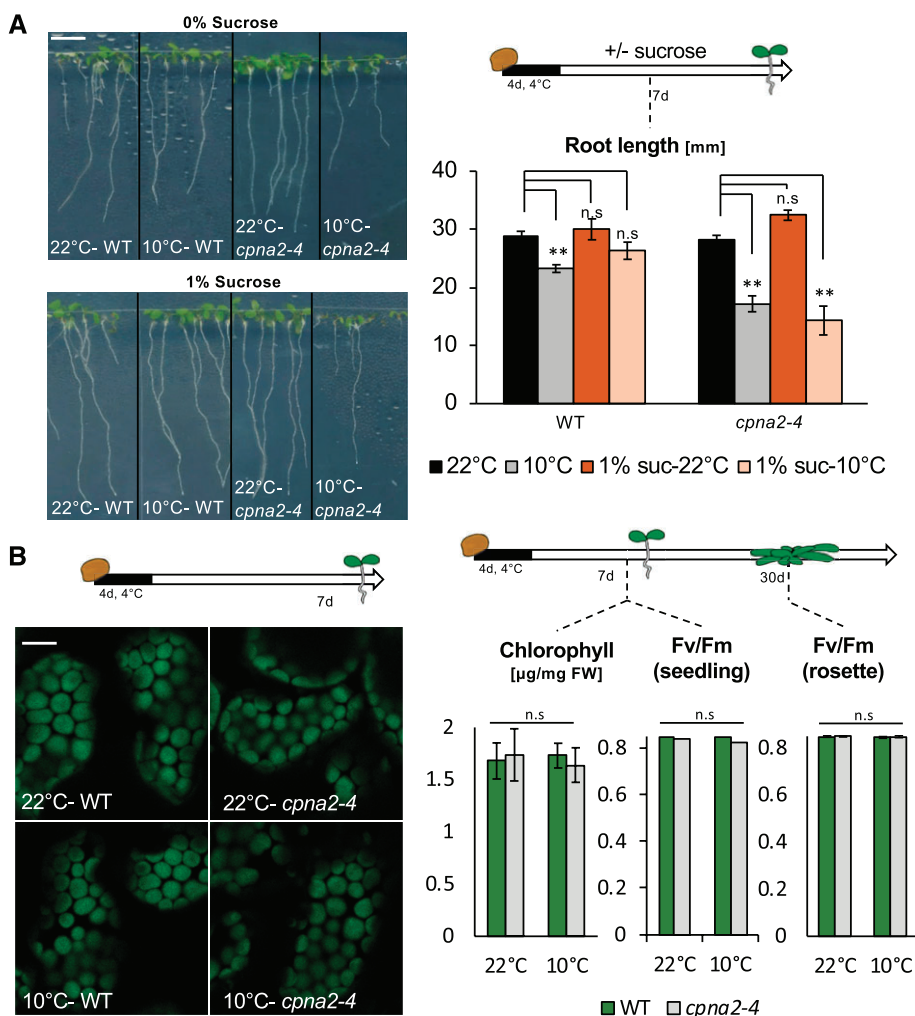 A
0% Sucrose
22°C- WT
10°C- WT
22°C-
cpna2-4
10°C-
cpna2-4
1% Sucrose
22°C- WT
10°C- WT
22°C-
cpna2-4
10°C-
cpna2-4
+/- sucrose
4d, 4°C
7d
Root length [mm]
40
30
20
10
0
**
n.s
n.s
**
n.s
**
WT
cpna2-4
22°C
10°C
1% suc-22°C
1% suc-10°C
B
4d, 4°C
7d
22°C- WT
22°C- cpna2-4
10°C- WT
10°C- cpna2-4
4d, 4°C
7d
30d
Chlorophyll
[µg/mg FW]
Fv/Fm
(seedling)
Fv/Fm
(rosette)
2
1.5
1
0.5
0
n.s
22°C
10°C
0.8
0.6
0.4
0.2
0
n.s
22°C
10°C
0.8
0.6
0.4
0.2
0
n.s
22°C
10°C
WT
cpna2-4